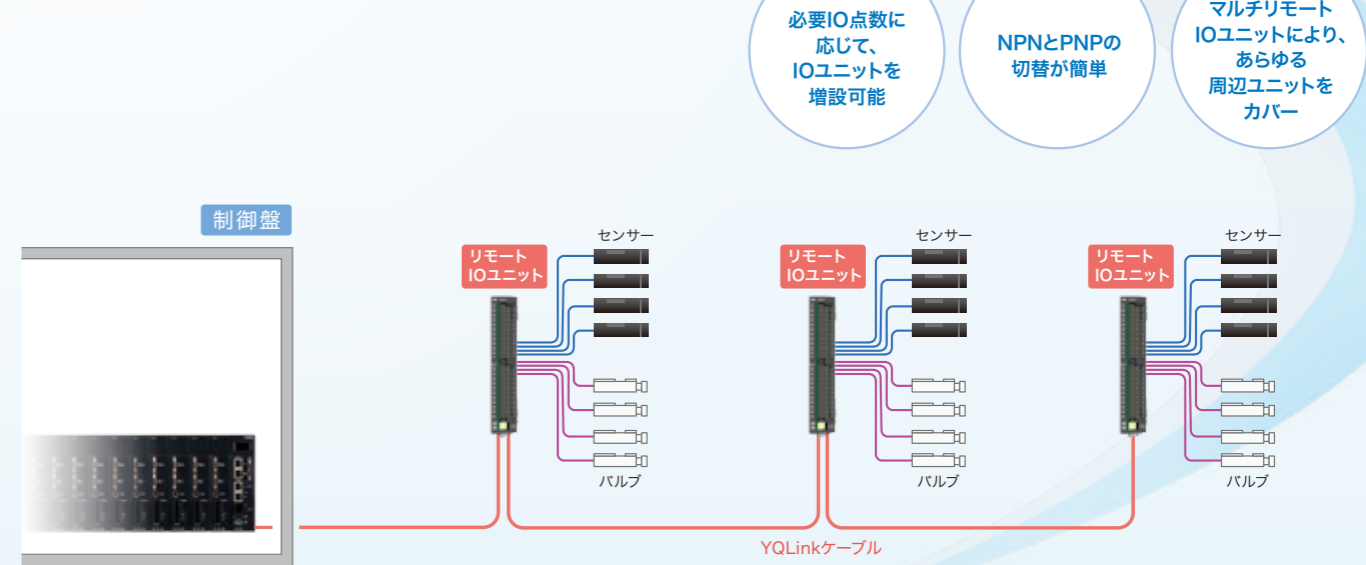 必要IO点数に
応じて、
IOユニットを
増設可能
NPNとPNPの
切替が簡単
マルチリモート
IOユニットにより、
あらゆる
周辺ユニットを
カバー
制御盤
リモート
IOユニット
センサー
バルブ
リモート
IOユニット
センサー
バルブ
リモート
IOユニット
センサー
バルブ
YQLinkケーブル